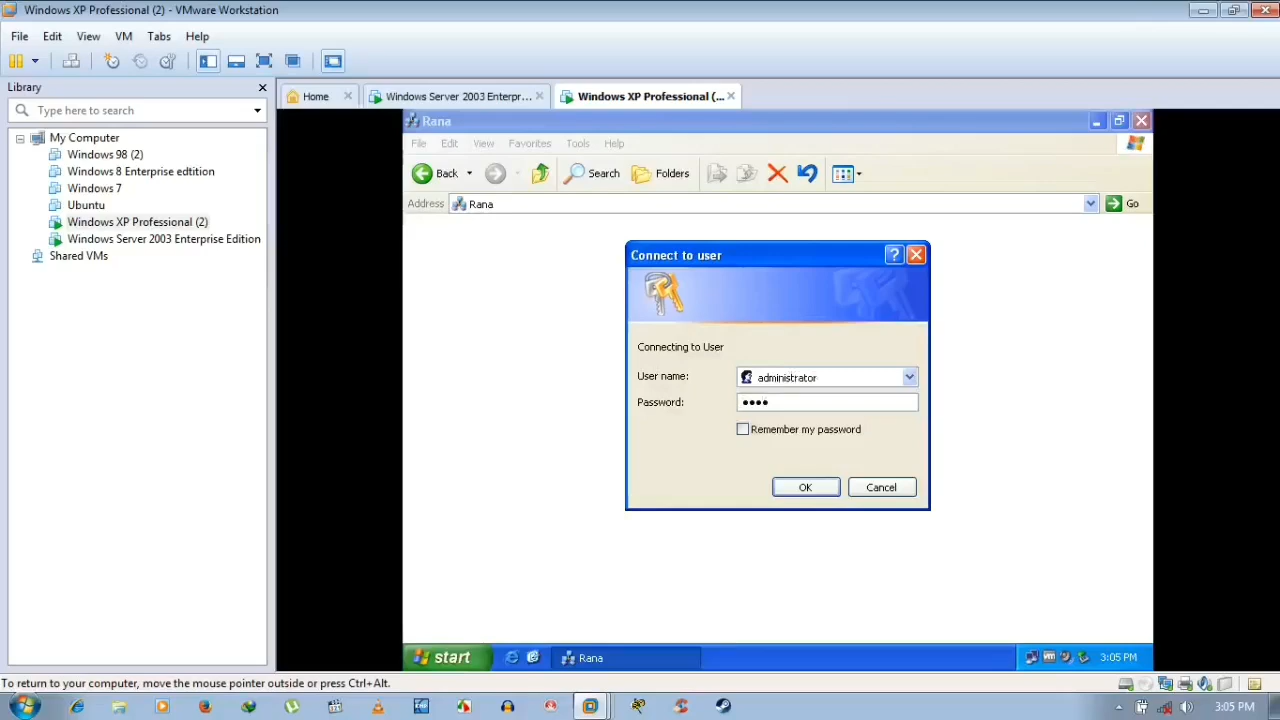 Windows XP Professional (2) - VMware Workstation
File Edit View VM Tabs Help
Library
Type here to search
My Computer
Windows 98 (2)
Windows 8 Enterprise edtition
Windows 7
Ubuntu
Windows XP Professional (2)
Windows Server 2003 Enterprise Edition
Shared VMs
Home
Windows Server 2003 Enterpr...
Windows XP Professional (...
Rana
File Edit View Favorites Tools Help
Back Search Folders
Address Rana Go
Connect to user
Connecting to User
User name: administrator
Password: ••••
Remember my password
OK Cancel
start Rana 3:05 PM
To return to your computer, move the mouse pointer outside or press Ctrl+Alt.
3:05 PM